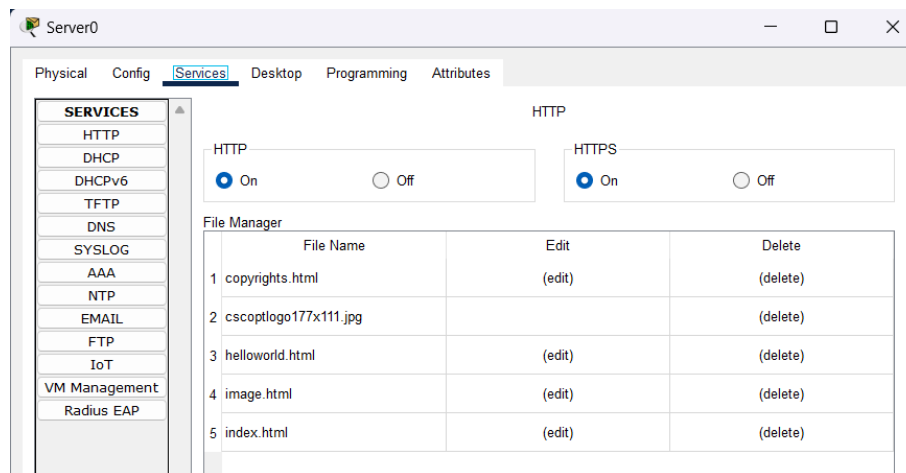 Server0
Physical Config Services Desktop Programming Attributes
SERVICES
HTTP
DHCP
DHCPv6
TFTP
DNS
SYSLOG
AAA
NTP
EMAIL
FTP
IoT
VM Management
Radius EAP
HTTP
HTTP
On Off
HTTPS
On Off
File Manager
File Name Edit Delete
1 copyrights.html (edit) (delete)
2 cscoptlogo177x111.jpg (delete)
3 helloworld.html (edit) (delete)
4 image.html (edit) (delete)
5 index.html (edit) (delete)